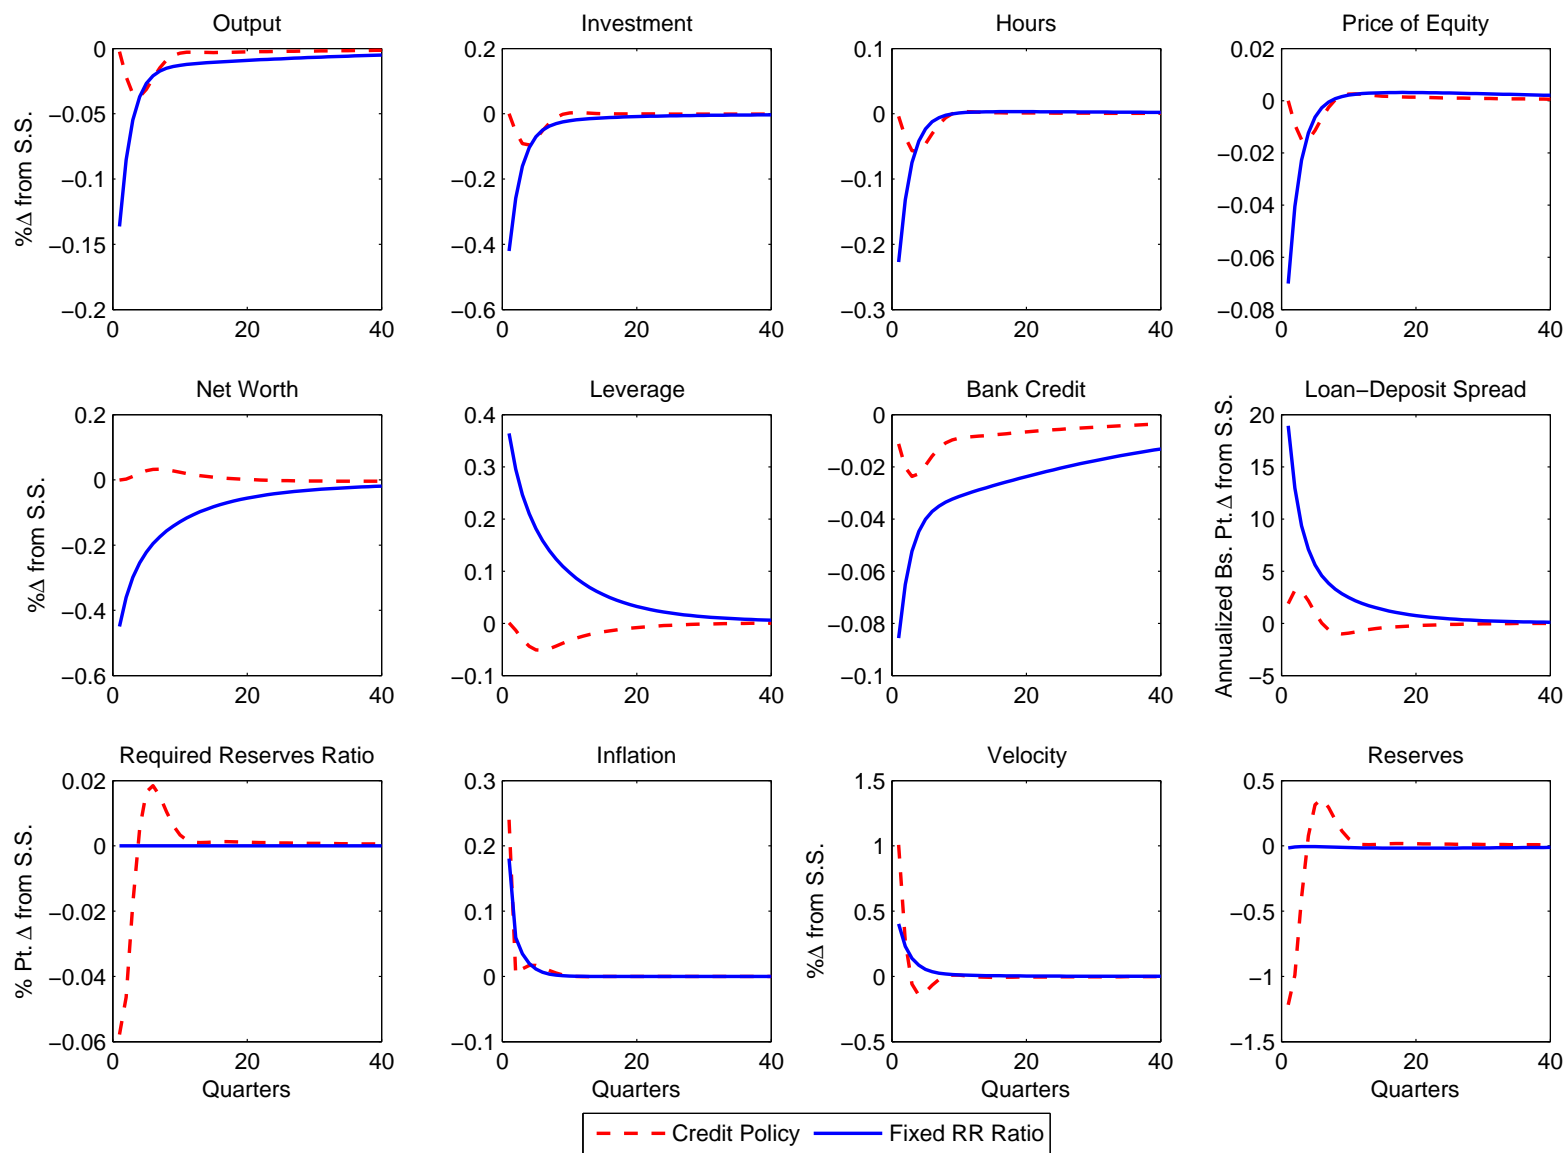 Output
Investment
Hours
Price of Equity
%Δ from S.S.
0
−0.05
−0.1
−0.15
−0.2
0 20 40
0.2
0
−0.2
−0.4
−0.6
0 20 40
0.1
0
−0.1
−0.2
−0.3
0 20 40
0.02
0
−0.02
−0.04
−0.06
−0.08
0 20 40
Net Worth
Leverage
Bank Credit
Loan−Deposit Spread
%Δ from S.S.
0.2
0
−0.2
−0.4
−0.6
0 20 40
0.4
0.3
0.2
0.1
0
−0.1
0 20 40
0
−0.02
−0.04
−0.06
−0.08
−0.1
0 20 40
Annualized Bs. Pt. Δ from S.S.
20
15
10
5
0
−5
0 20 40
Required Reserves Ratio
Inflation
Velocity
Reserves
% Pt. Δ from S.S.
0.02
0
−0.02
−0.04
−0.06
0 20 40
Quarters
0.3
0.2
0.1
0
−0.1
0 20 40
Quarters
%Δ from S.S.
1.5
1
0.5
0
−0.5
0 20 40
Quarters
0.5
0
−0.5
−1
−1.5
0 20 40
Quarters
Credit Policy
Fixed RR Ratio